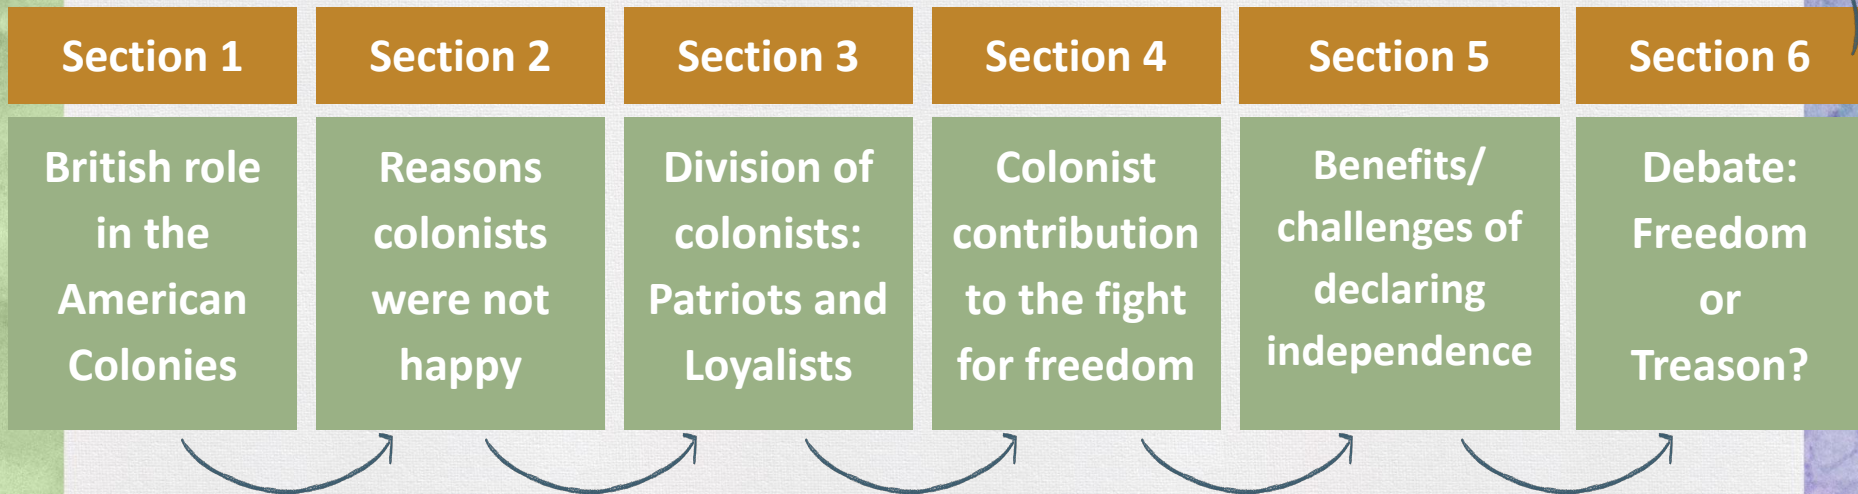 Section 1
British role
in the
American
Colonies
Section 2
Reasons
colonists
were not
happy
Section 3
Division of
colonists:
Patriots and
Loyalists
Section 4
Colonist
contribution
to the fight
for freedom
Section 5
Benefits/
challenges of
declaring
independence
Section 6
Debate:
Freedom
or
Treason?